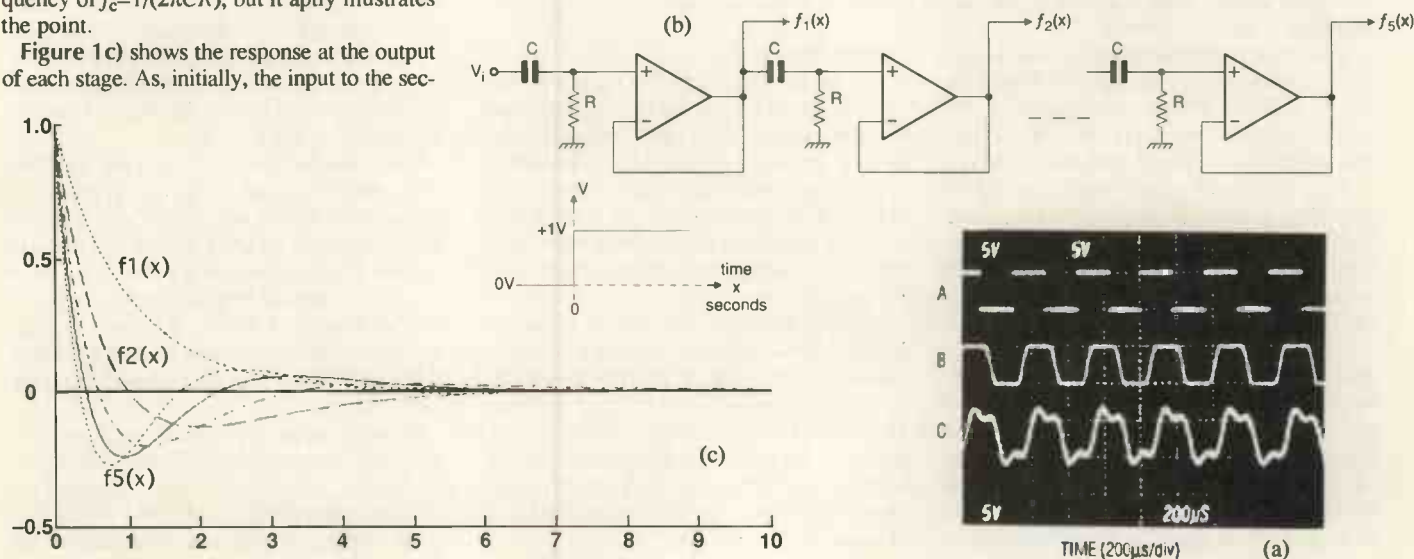 quency of fc=1/(2πCR), but it aptly illustrates
the point.
Figure 1c) shows the response at the output
of each stage. As, initially, the input to the sec-
(b)
f1(x)
f2(x)
f5(x)
C
C
C
Vi
+
−
R
+
−
R
+
−
R
V
+1V
0V
0
time
x
seconds
1.0
0.5
0
−0.5
f1(x)
f2(x)
f5(x)
(c)
0 1 2 3 4 5 6 7 8 9 10
5V 5V
A
B
C
5V 200µS
TIME (200µs/div) (a)